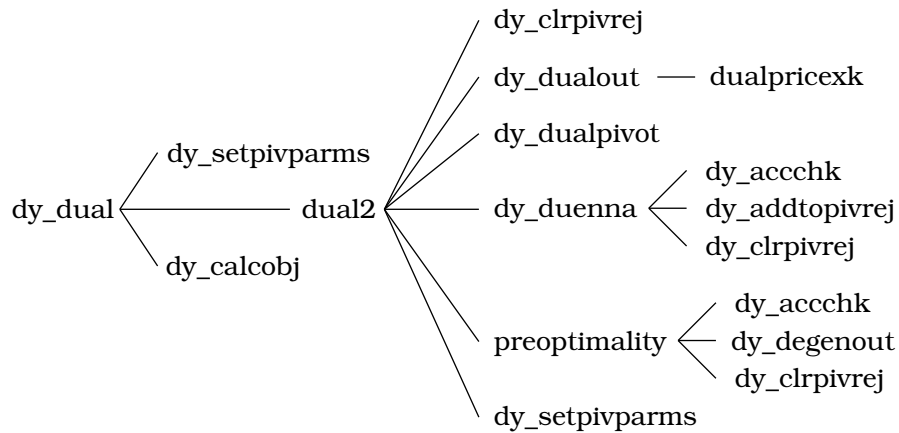 dy_clrpivrej
dy_dualout
dualpricexk
dy_dualpivot
dy_setpivparms
dy_accchk
dy_dual
dual2
dy_duenna
dy_addtopivrej
dy_clrpivrej
dy_calcobj
dy_accchk
preoptimality
dy_degenout
dy_clrpivrej
dy_setpivparms